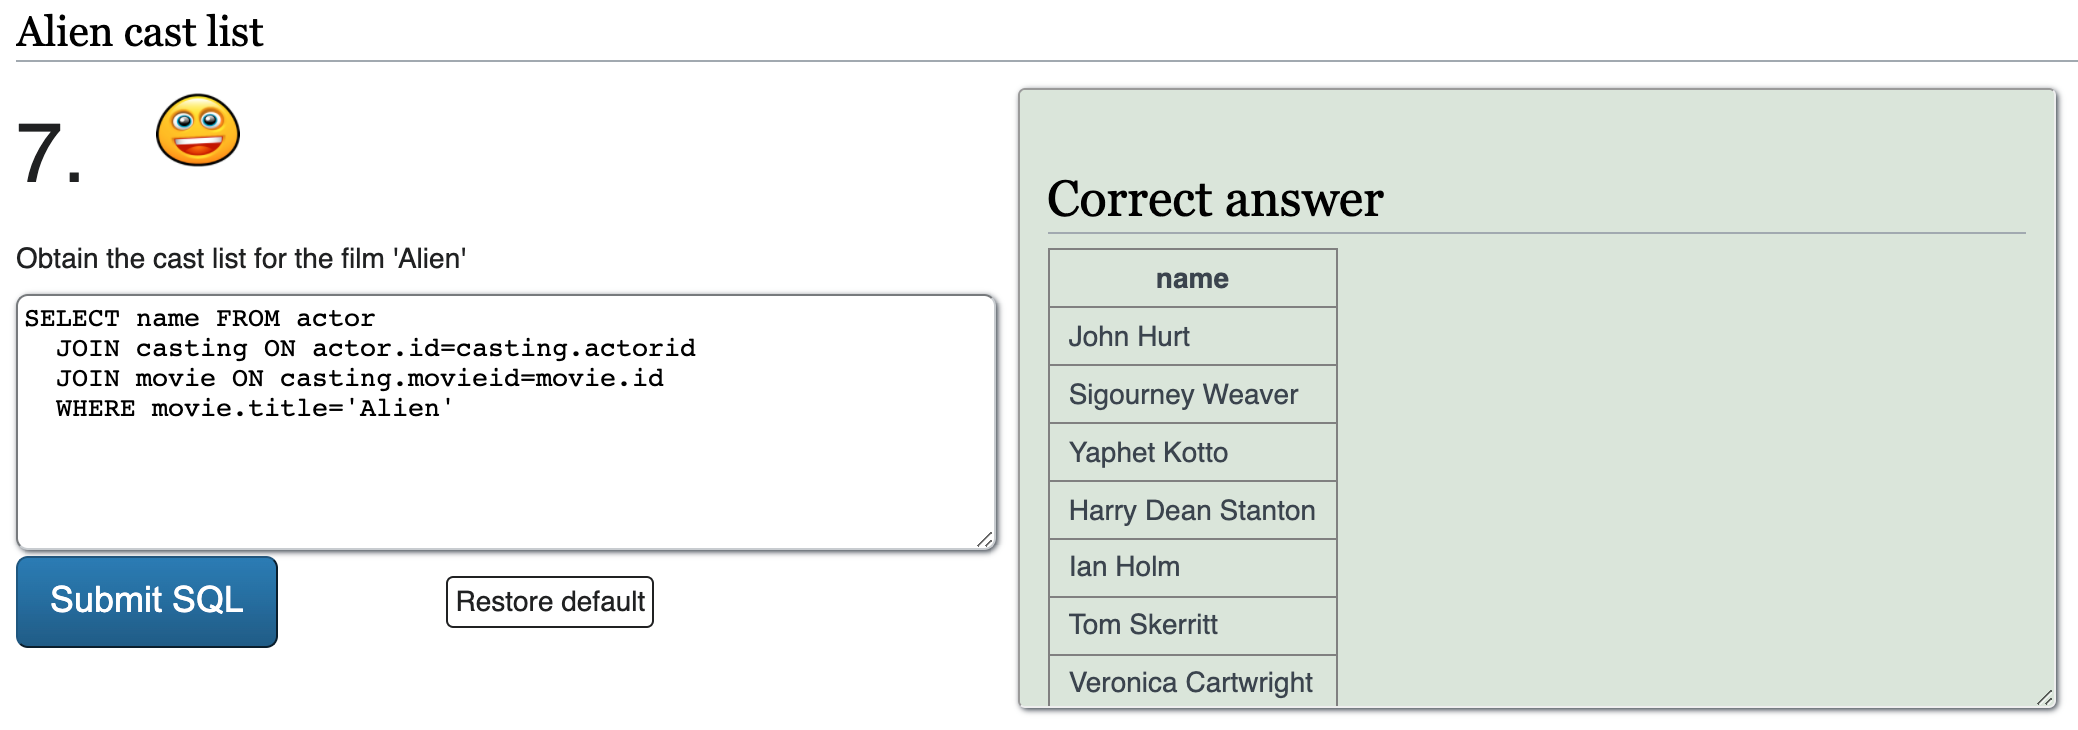 Alien cast list
7.
Obtain the cast list for the film 'Alien'
SELECT name FROM actor
  JOIN casting ON actor.id=casting.actorid
  JOIN movie ON casting.movieid=movie.id
  WHERE movie.title='Alien'
Submit SQL
Restore default
Correct answer
name
John Hurt
Sigourney Weaver
Yaphet Kotto
Harry Dean Stanton
Ian Holm
Tom Skerritt
Veronica Cartwright